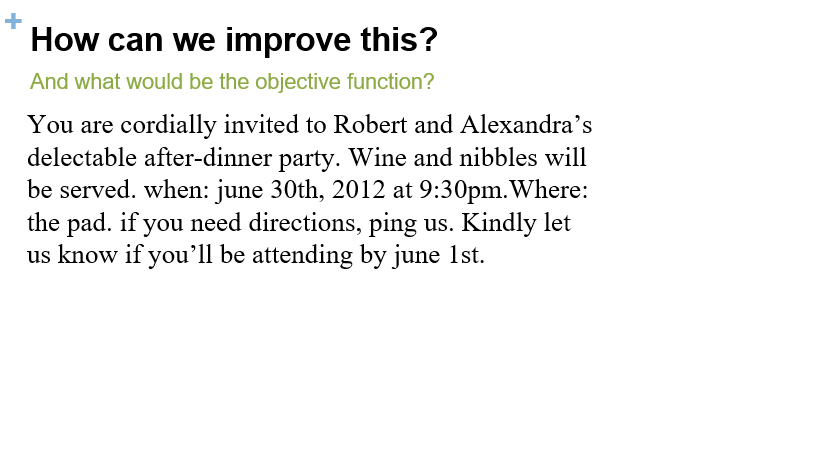 +
How can we improve this?
And what would be the objective function?
You are cordially invited to Robert and Alexandra’s
delectable after-dinner party. Wine and nibbles will
be served. when: june 30th, 2012 at 9:30pm.Where:
the pad. if you need directions, ping us. Kindly let
us know if you’ll be attending by june 1st.